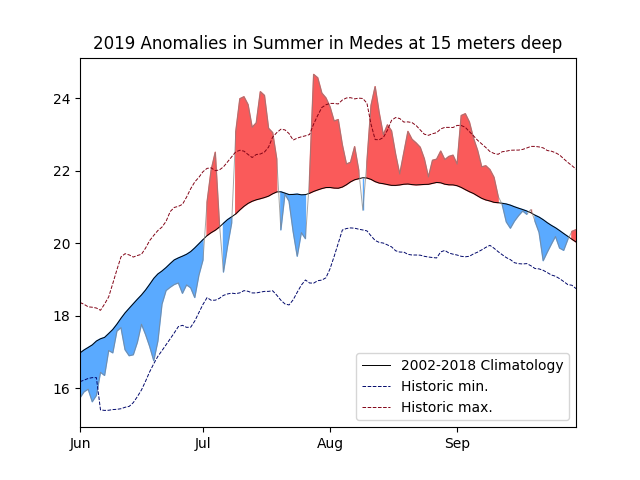 2019 Anomalies in Summer in Medes at 15 meters deep
24
22
20
18
16
Jun
Jul
Aug
Sep
2002-2018 Climatology
Historic min.
Historic max.